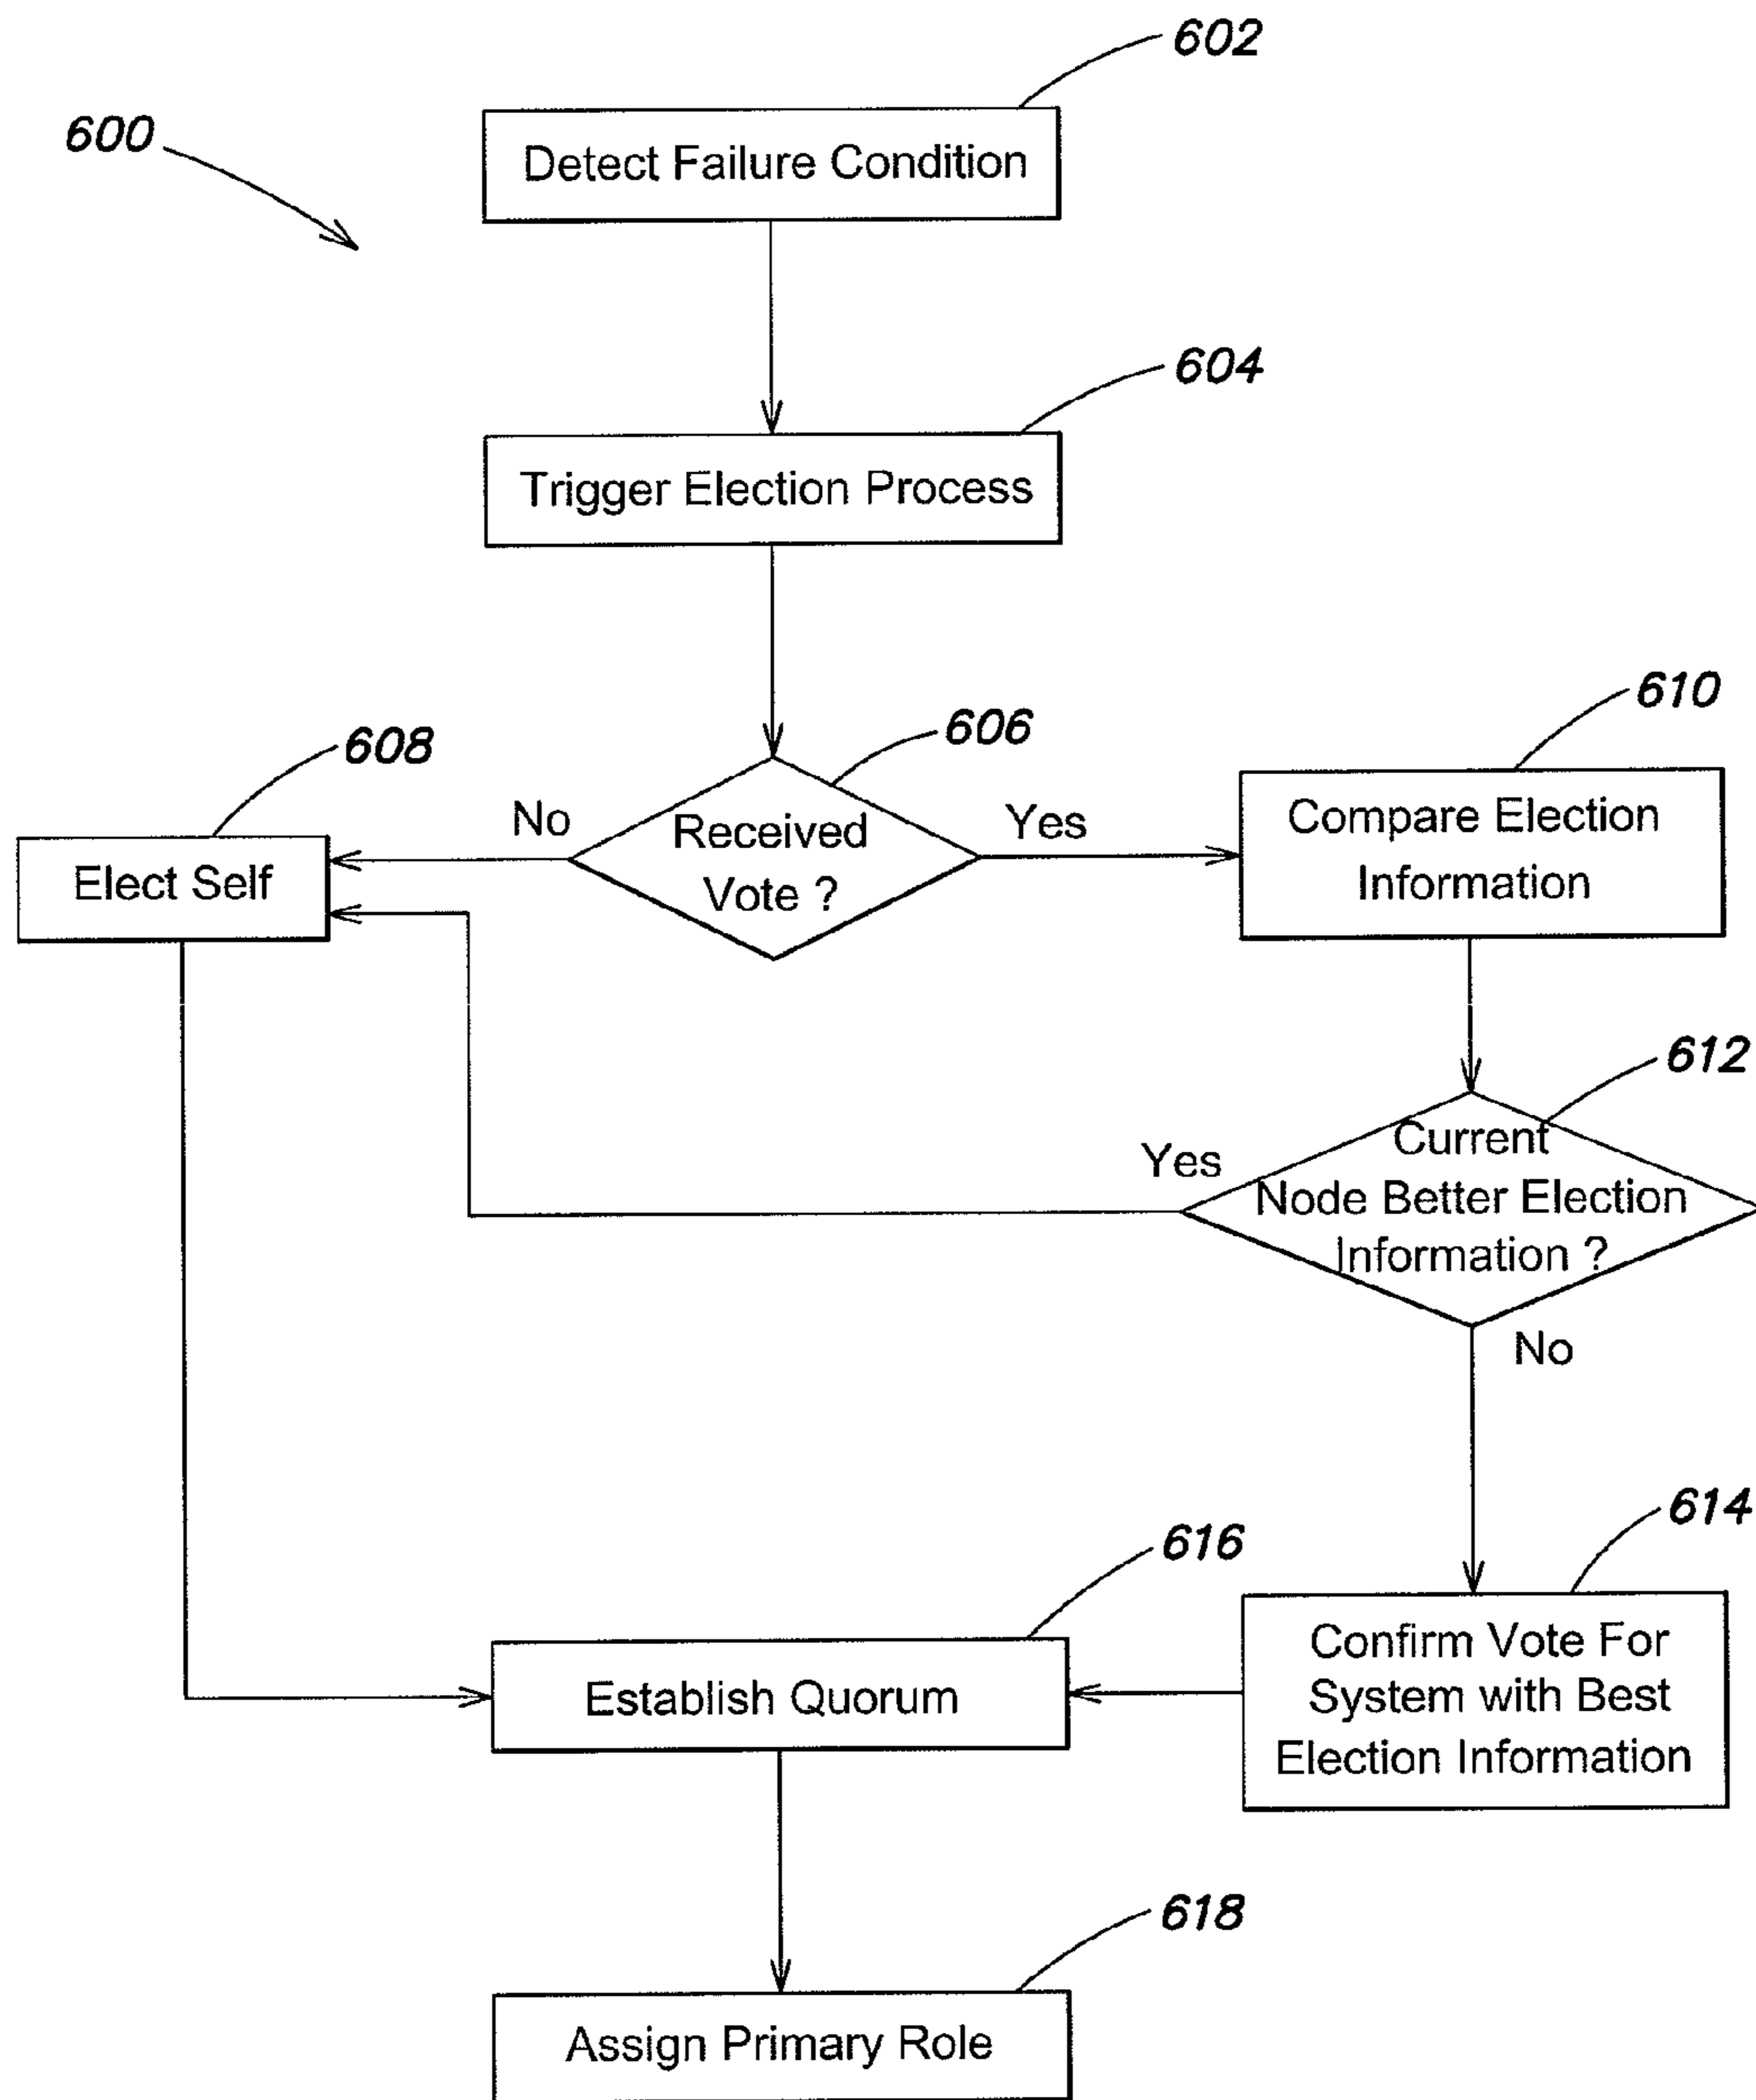 602
600
Detect Failure Condition
604
Trigger Election Process
610
606
608
No
Received
Vote ?
Yes
Compare Election
Information
Elect Self
612
Yes
Current
Node Better Election
Information ?
No
614
616
Confirm Vote For
System with Best
Election Information
Establish Quorum
618
Assign Primary Role